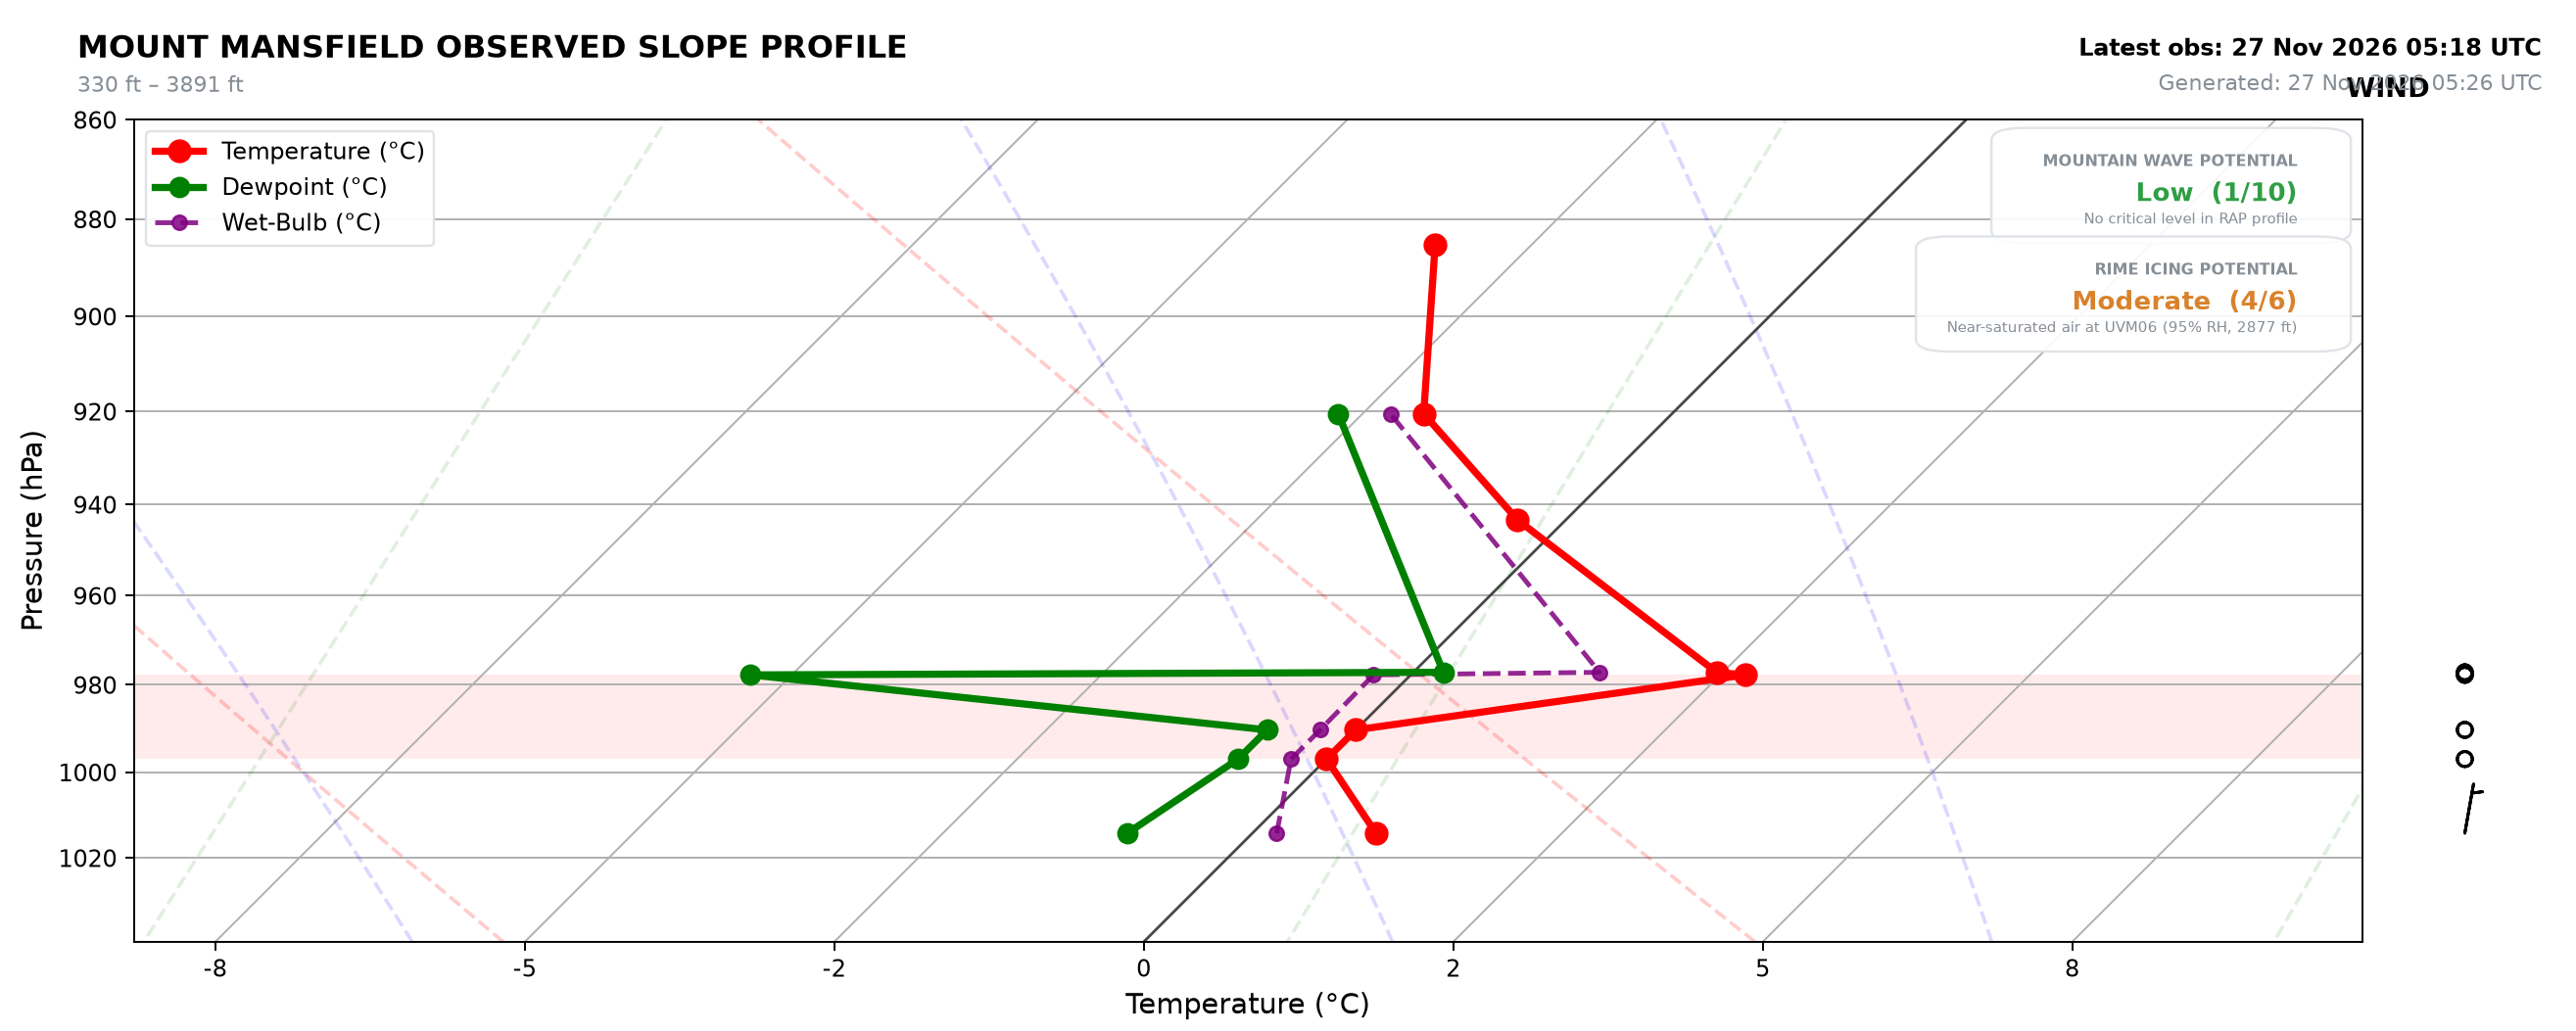 MOUNT MANSFIELD OBSERVED SLOPE PROFILE
330 ft – 3891 ft
Latest obs: 27 Nov 2026 05:18 UTC
Generated: 27 Nov 2026 05:26 UTC
WIND
Temperature (°C)
Dewpoint (°C)
Wet-Bulb (°C)
MOUNTAIN WAVE POTENTIAL
Low (1/10)
No critical level in RAP profile
RIME ICING POTENTIAL
Moderate (4/6)
Near-saturated air at UVM06 (95% RH, 2877 ft)
Pressure (hPa)
860
880
900
920
940
960
980
1000
1020
-8 -5 -2 0 2 5 8
Temperature (°C)